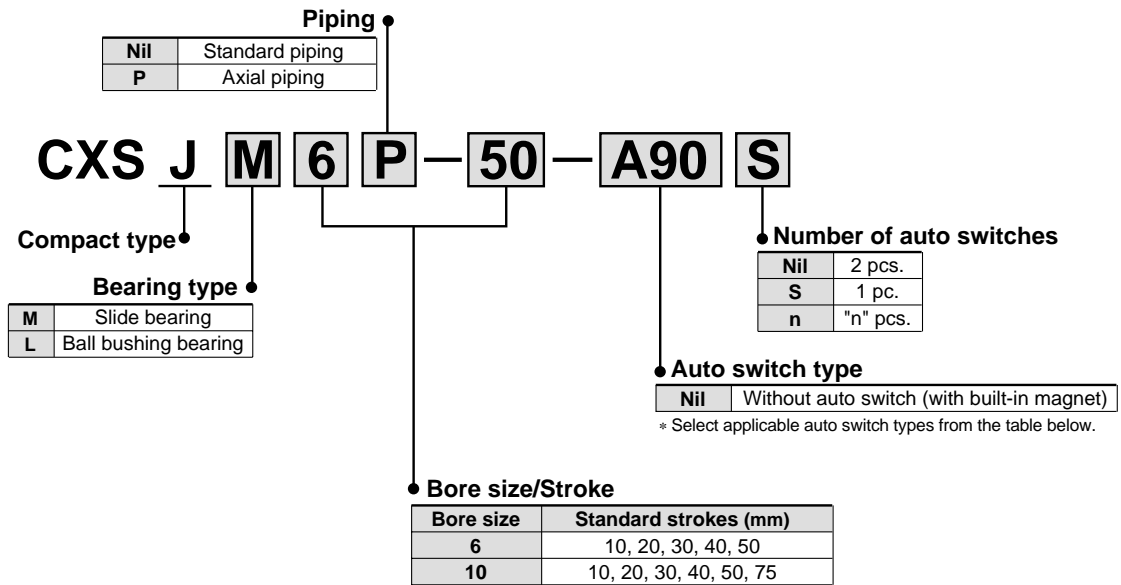 Piping
Nil Standard piping
P Axial piping
CXS J M 6 P — 50 — A90 S
Compact type
Number of auto switches
Nil 2 pcs.
S 1 pc.
n "n" pcs.
Bearing type
M Slide bearing
L Ball bushing bearing
Auto switch type
Nil Without auto switch (with built-in magnet)
∗ Select applicable auto switch types from the table below.
Bore size/Stroke
Bore size Standard strokes (mm)
6 10, 20, 30, 40, 50
10 10, 20, 30, 40, 50, 75